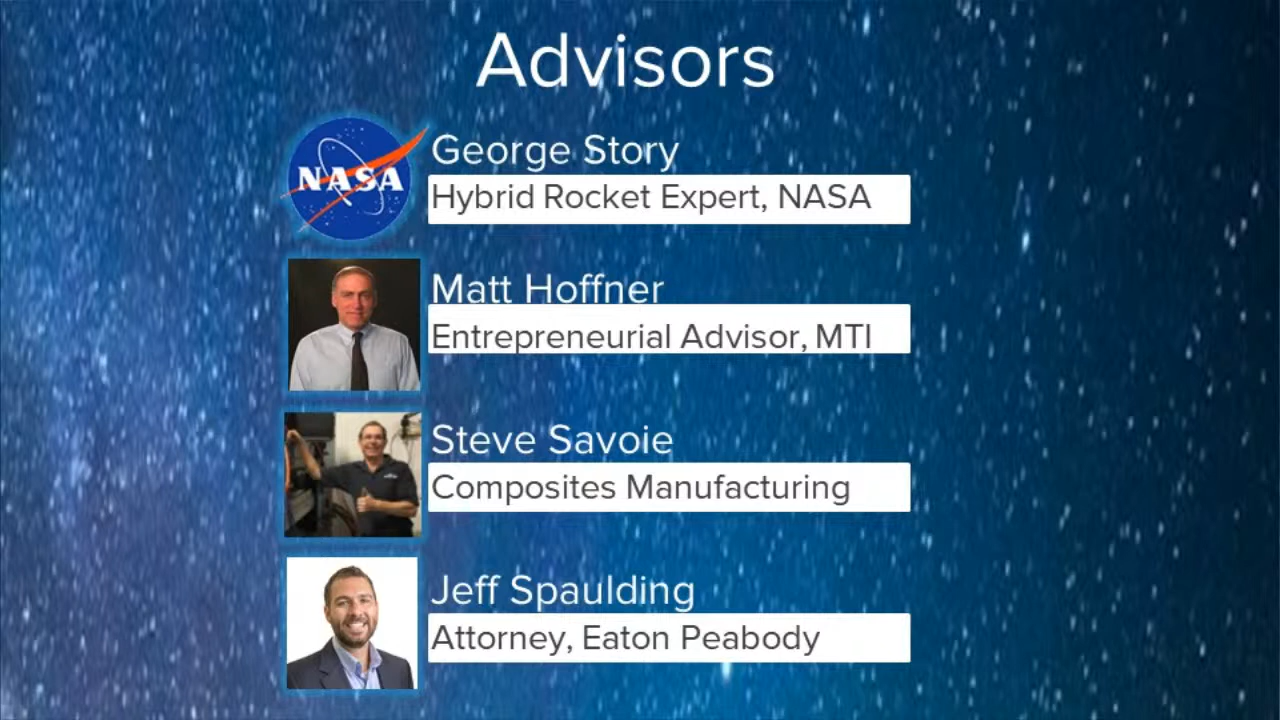 Advisors
NASA
George Story
Hybrid Rocket Expert, NASA
Matt Hoffner
Entrepreneurial Advisor, MTI
Steve Savoie
Composites Manufacturing
Jeff Spaulding
Attorney, Eaton Peabody